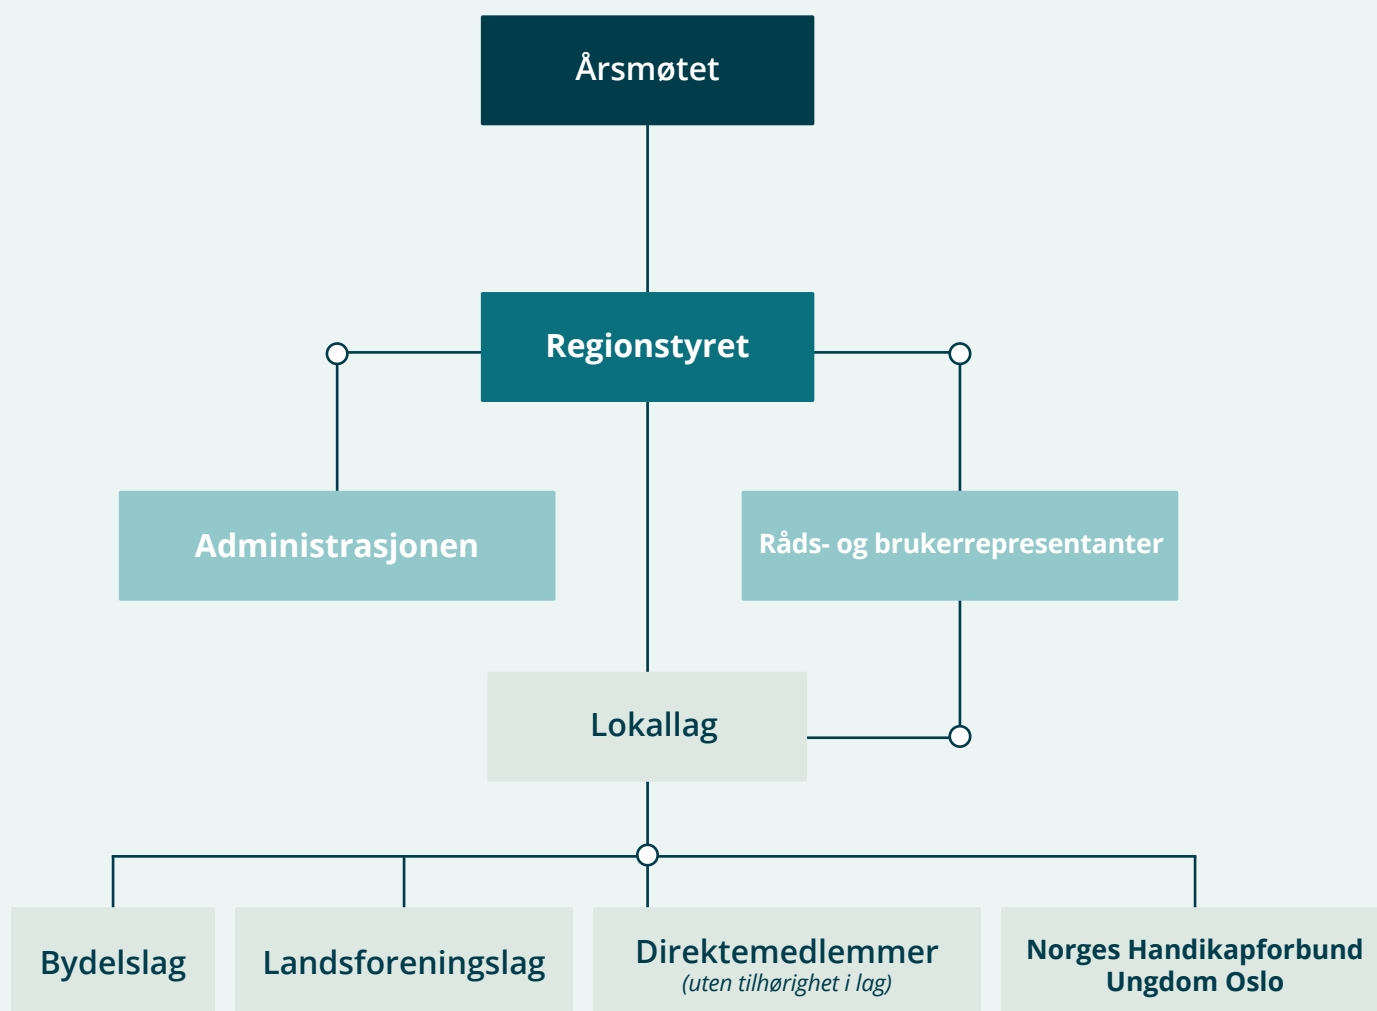 Årsmøtet
Regionstyret
Administrasjonen
Råds- og brukerrepresentanter
Lokallag
Bydelslag
Landsforeningslag
Direktemedlemmer
(uten tilhørighet i lag)
Norges Handikapforbund
Ungdom Oslo